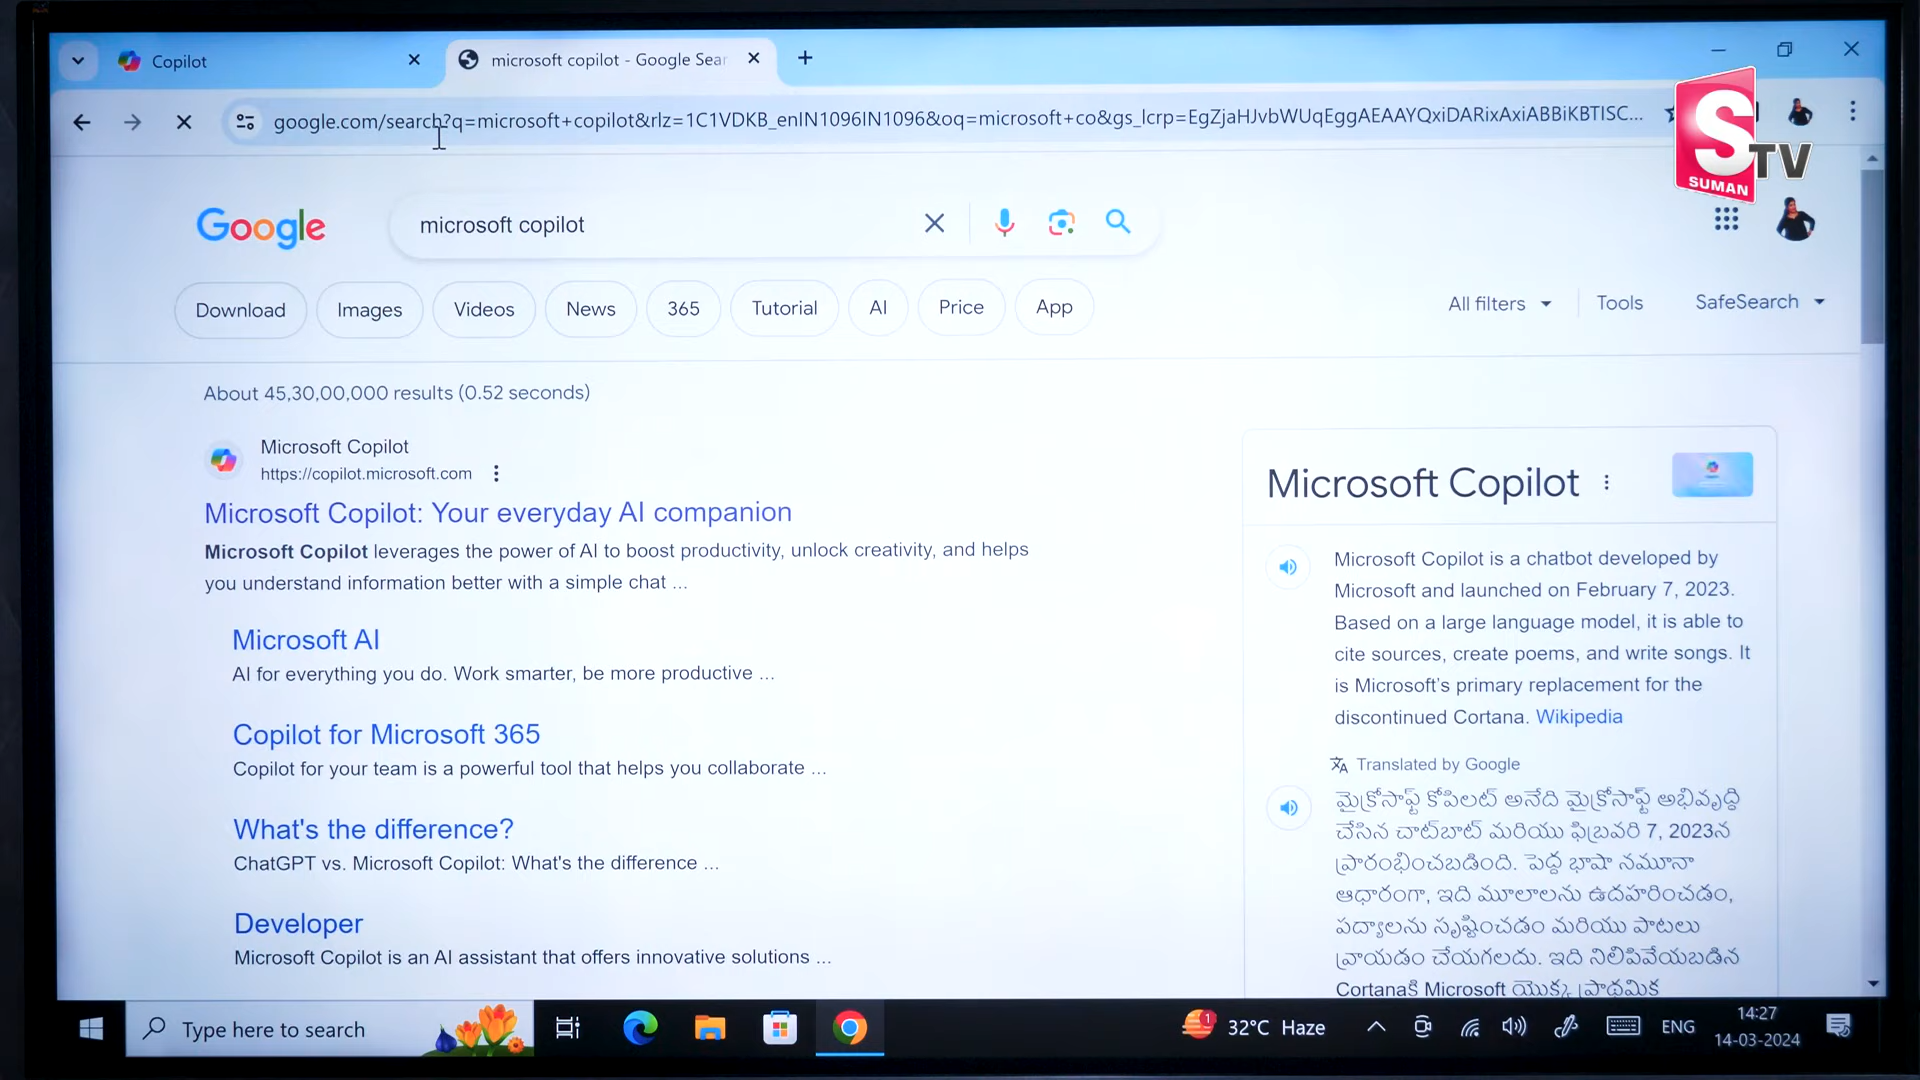 Copilot
microsoft copilot - Google Sear
google.com/search?q=microsoft+copilot&rlz=1C1VDKB_enIN1096IN1096&oq=microsoft+co&gs_lcrp=EgZjaHJvbWUqEggAEAAYQxiDARixAxiABBiKBTISC...
S TV
SUMAN
Google
microsoft copilot
Download
Images
Videos
News
365
Tutorial
AI
Price
App
All filters
Tools
SafeSearch
About 45,30,00,000 results (0.52 seconds)
Microsoft Copilot
https://copilot.microsoft.com
Microsoft Copilot: Your everyday AI companion
Microsoft Copilot leverages the power of AI to boost productivity, unlock creativity, and helps
you understand information better with a simple chat ...
Microsoft AI
AI for everything you do. Work smarter, be more productive ...
Copilot for Microsoft 365
Copilot for your team is a powerful tool that helps you collaborate ...
What's the difference?
ChatGPT vs. Microsoft Copilot: What's the difference ...
Developer
Microsoft Copilot is an AI assistant that offers innovative solutions ...
Microsoft Copilot
Microsoft Copilot is a chatbot developed by
Microsoft and launched on February 7, 2023.
Based on a large language model, it is able to
cite sources, create poems, and write songs. It
is Microsoft's primary replacement for the
discontinued Cortana. Wikipedia
Translated by Google
మైక్రోసాఫ్ట్ కోపిలట్ అనేది మైక్రోసాఫ్ట్ అభివృద్ధి
చేసిన చాట్‌బాట్ మరియు ఫిబ్రవరి 7, 2023న
ప్రారంభించబడింది. పెద్ద భాషా నమూనా
ఆధారంగా, ఇది మూలాలను ఉదహరించడం,
పద్యాలను సృష్టించడం మరియు పాటలు
వ్రాయడం చేయగలదు. ఇది నిలిపివేయబడిన
Cortanaకి Microsoft యొక్క ప్రాథమిక
Type here to search
1
32°C Haze
ENG
14:27
14-03-2024